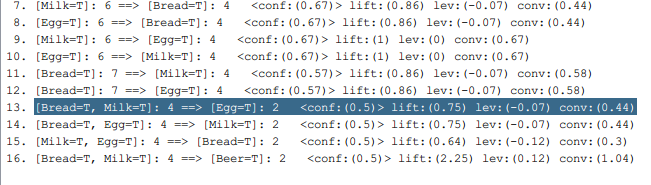 7. [Milk=T]: 6 ==> [Bread=T]: 4 <conf:(0.67)> lift:(0.86) lev:(-0.07) conv:(0.44)
8. [Egg=T]: 6 ==> [Bread=T]: 4 <conf:(0.67)> lift:(0.86) lev:(-0.07) conv:(0.44)
9. [Milk=T]: 6 ==> [Egg=T]: 4 <conf:(0.67)> lift:(1) lev:(0) conv:(0.67)
10. [Egg=T]: 6 ==> [Milk=T]: 4 <conf:(0.67)> lift:(1) lev:(0) conv:(0.67)
11. [Bread=T]: 7 ==> [Milk=T]: 4 <conf:(0.57)> lift:(0.86) lev:(-0.07) conv:(0.58)
12. [Bread=T]: 7 ==> [Egg=T]: 4 <conf:(0.57)> lift:(0.86) lev:(-0.07) conv:(0.58)
13. [Bread=T, Milk=T]: 4 ==> [Egg=T]: 2 <conf:(0.5)> lift:(0.75) lev:(-0.07) conv:(0.44)
14. [Bread=T, Egg=T]: 4 ==> [Milk=T]: 2 <conf:(0.5)> lift:(0.75) lev:(-0.07) conv:(0.44)
15. [Milk=T, Egg=T]: 4 ==> [Bread=T]: 2 <conf:(0.5)> lift:(0.64) lev:(-0.12) conv:(0.3)
16. [Bread=T, Milk=T]: 4 ==> [Beer=T]: 2 <conf:(0.5)> lift:(2.25) lev:(0.12) conv:(1.04)